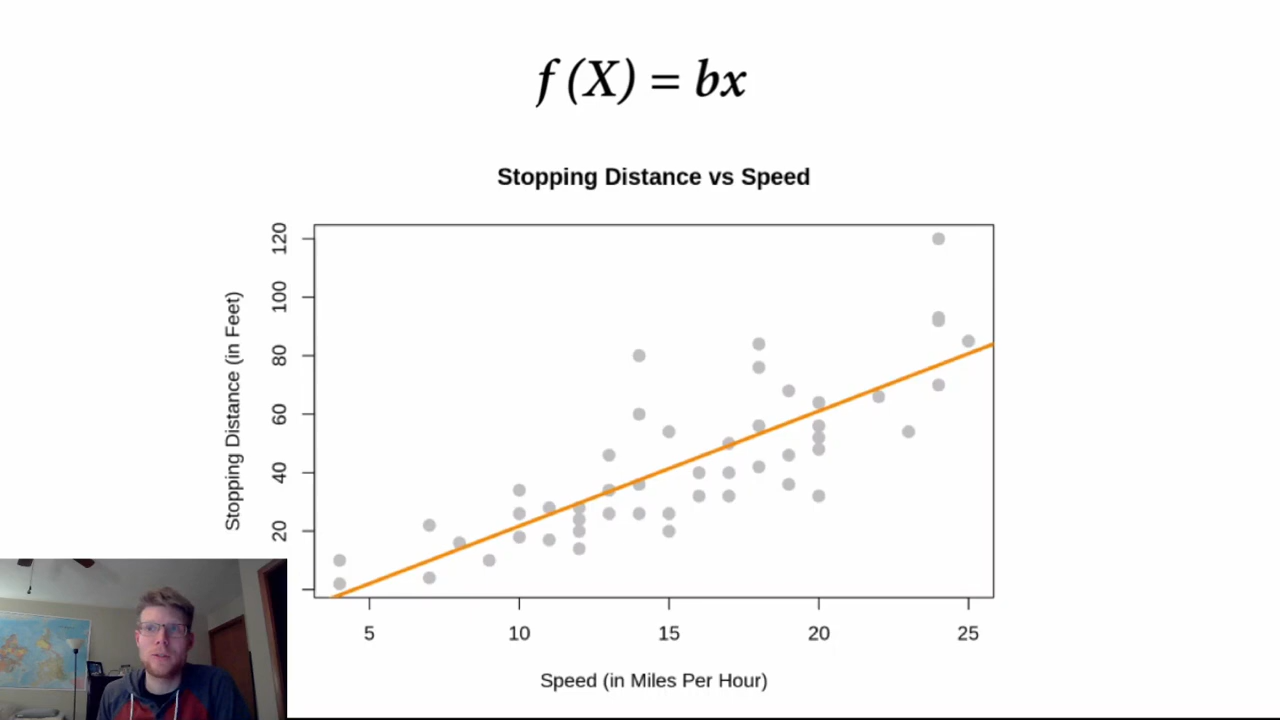 f (X) = bx
Stopping Distance vs Speed
Stopping Distance (in Feet)
120
100
80
60
40
20
5 10 15 20 25
Speed (in Miles Per Hour)